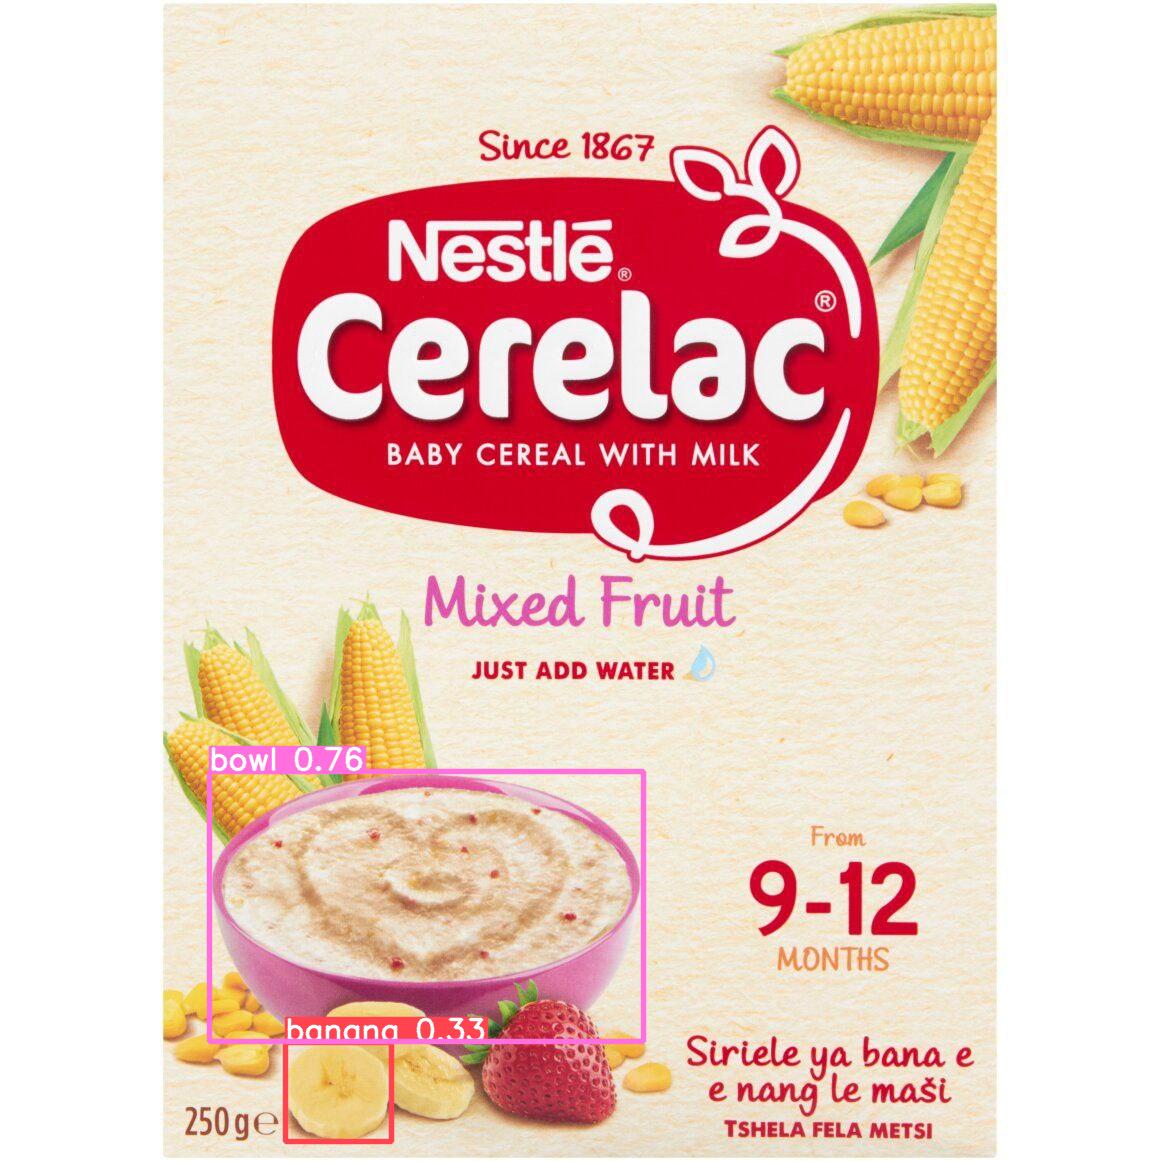 Since 1867
Nestlé®
Cerelac®
BABY CEREAL WITH MILK
Mixed Fruit
JUST ADD WATER
bowl 0.76
From
9-12
MONTHS
banana 0.33
Siriele ya bana e
e nang le maši
TSHELA FELA METSI
250 g℮